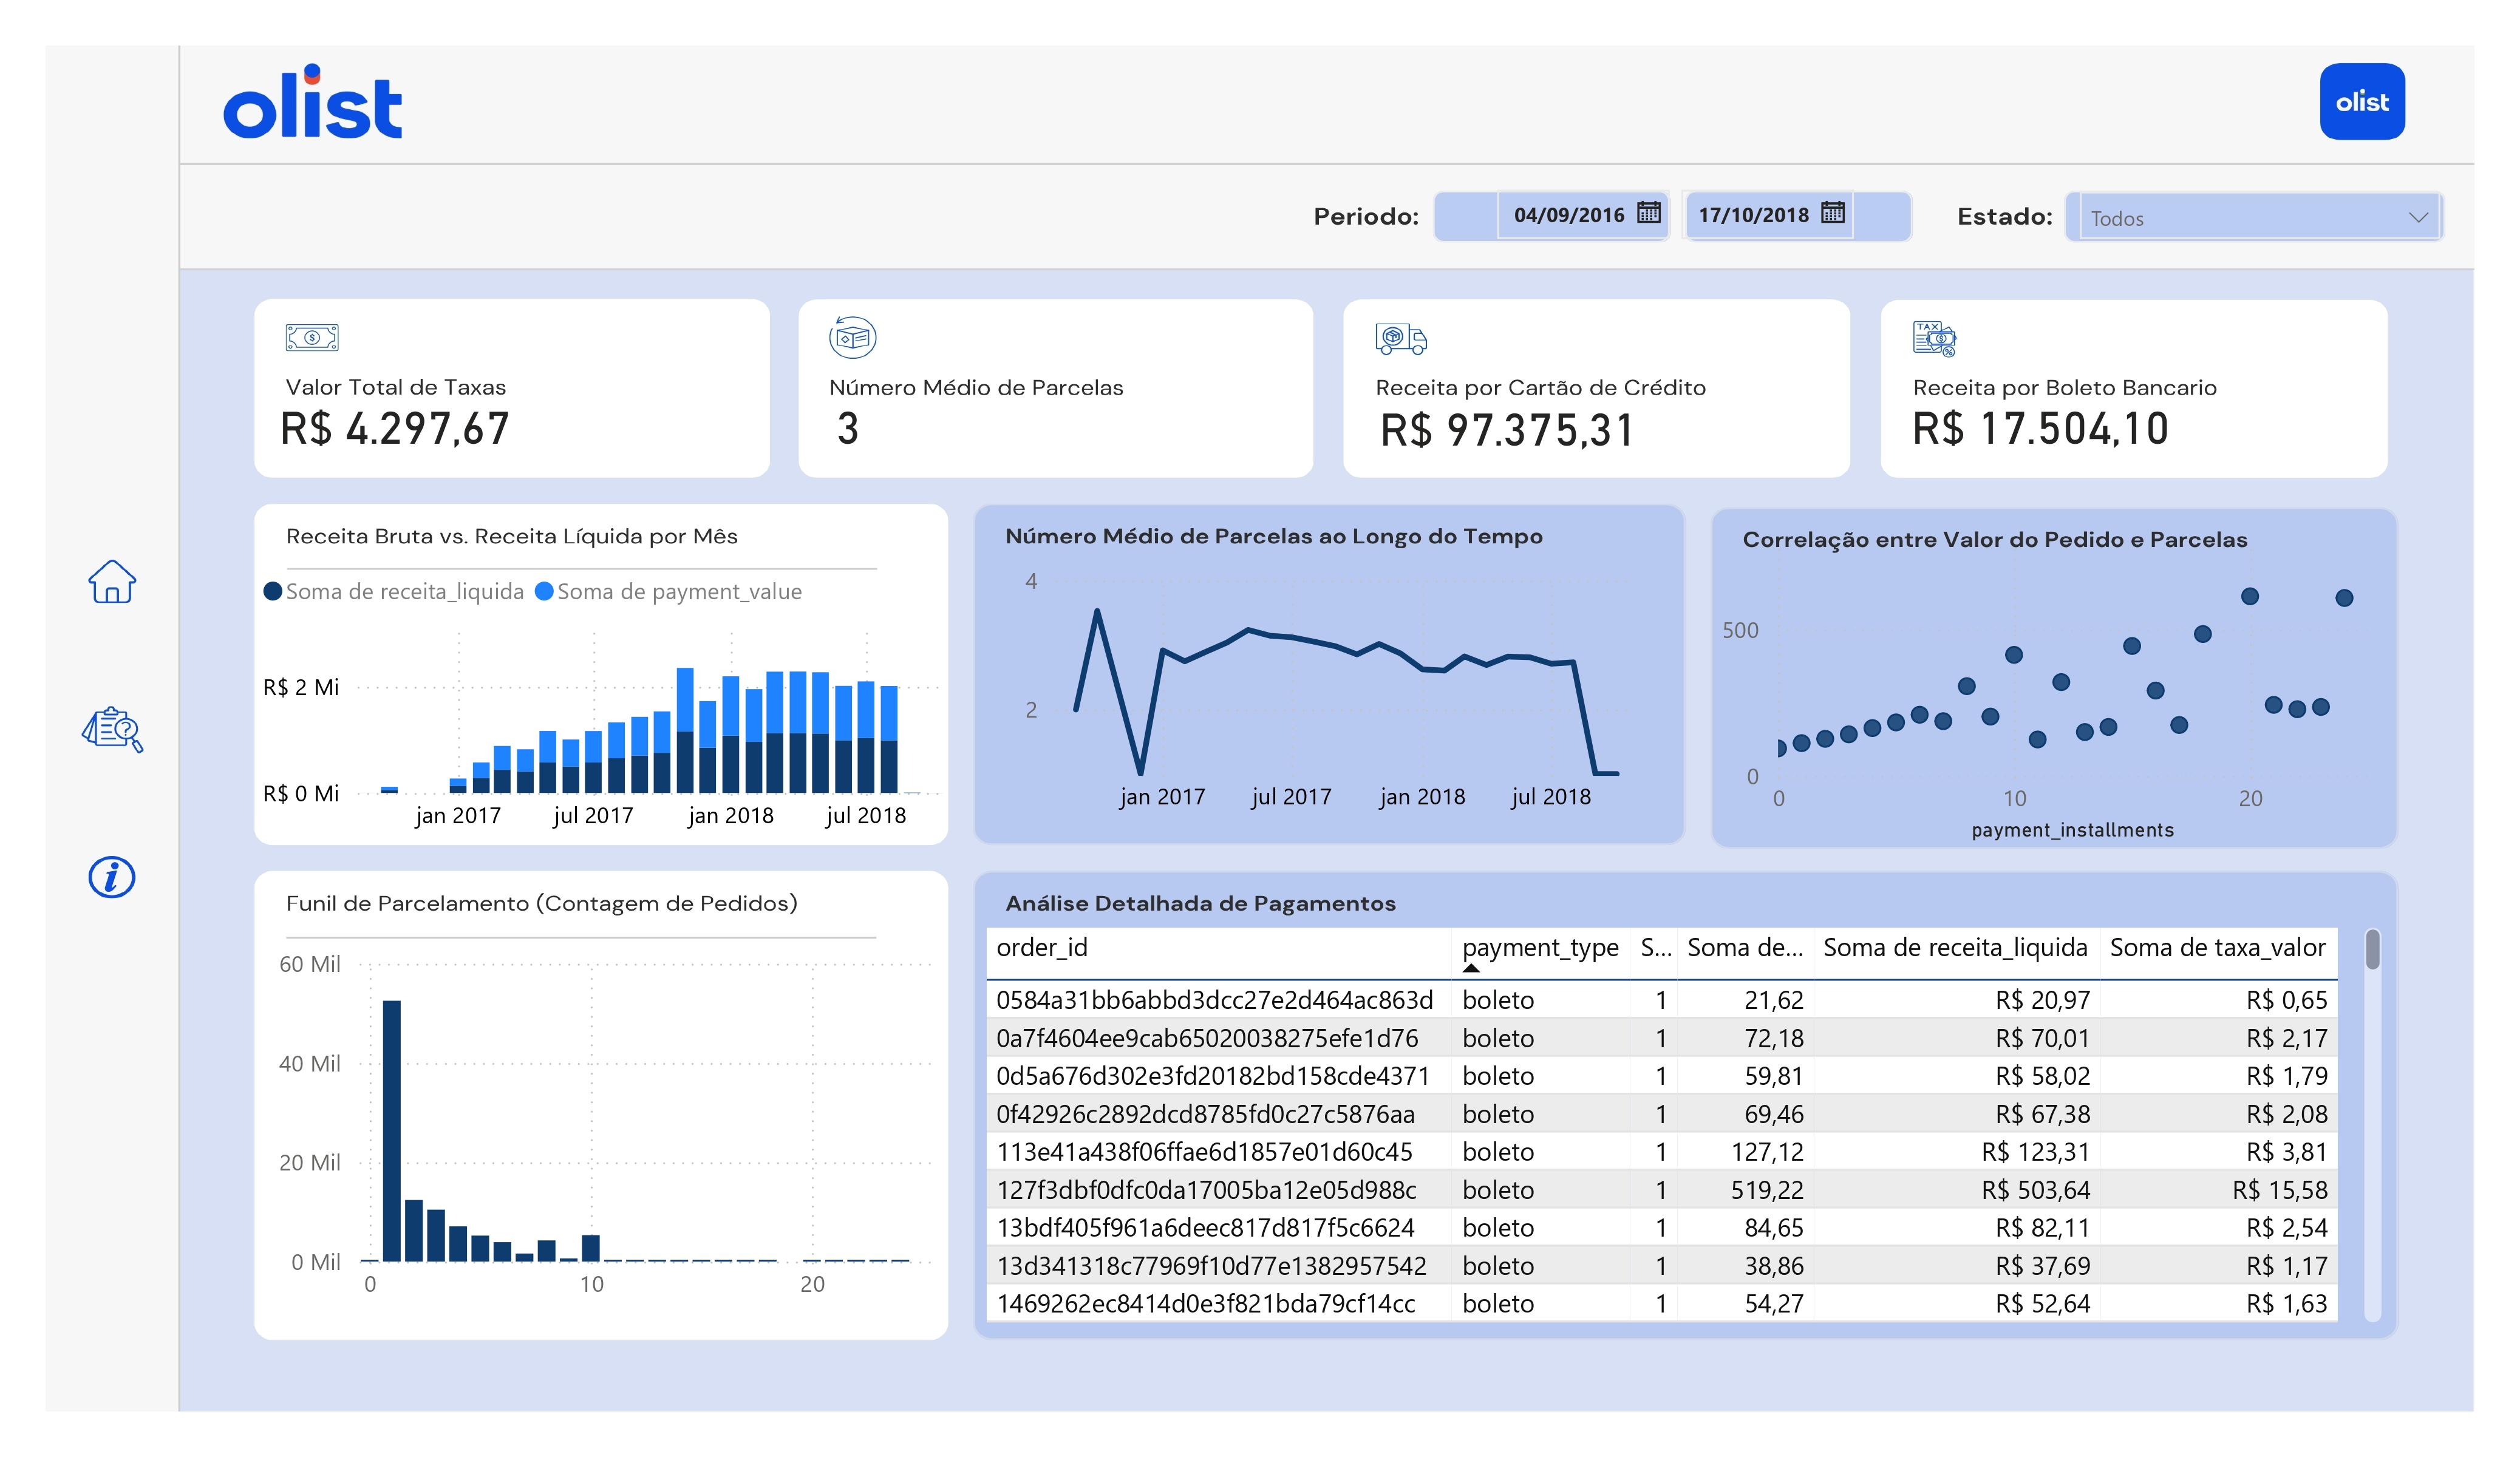 olist
olist
Periodo: 04/09/2016 17/10/2018 Estado: Todos
Valor Total de Taxas
R$ 4.297,67
Número Médio de Parcelas
3
Receita por Cartão de Crédito
R$ 97.375,31
TAX
Receita por Boleto Bancario
R$ 17.504,10
Receita Bruta vs. Receita Líquida por Mês
Soma de receita_liquida Soma de payment_value
R$ 2 Mi
R$ 0 Mi
jan 2017 jul 2017 jan 2018 jul 2018
Número Médio de Parcelas ao Longo do Tempo
4
2
jan 2017 jul 2017 jan 2018 jul 2018
Correlação entre Valor do Pedido e Parcelas
500
0
0 10 20
payment_installments
Funil de Parcelamento (Contagem de Pedidos)
60 Mil
40 Mil
20 Mil
0 Mil
0 10 20
Análise Detalhada de Pagamentos
order_id payment_type S... Soma de... Soma de receita_liquida Soma de taxa_valor
0584a31bb6abbd3dcc27e2d464ac863d boleto 1 21,62 R$ 20,97 R$ 0,65
0a7f4604ee9cab65020038275efe1d76 boleto 1 72,18 R$ 70,01 R$ 2,17
0d5a676d302e3fd20182bd158cde4371 boleto 1 59,81 R$ 58,02 R$ 1,79
0f42926c2892dcd8785fd0c27c5876aa boleto 1 69,46 R$ 67,38 R$ 2,08
113e41a438f06ffae6d1857e01d60c45 boleto 1 127,12 R$ 123,31 R$ 3,81
127f3dbf0dfc0da17005ba12e05d988c boleto 1 519,22 R$ 503,64 R$ 15,58
13bdf405f961a6deec817d817f5c6624 boleto 1 84,65 R$ 82,11 R$ 2,54
13d341318c77969f10d77e1382957542 boleto 1 38,86 R$ 37,69 R$ 1,17
1469262ec8414d0e3f821bda79cf14cc boleto 1 54,27 R$ 52,64 R$ 1,63